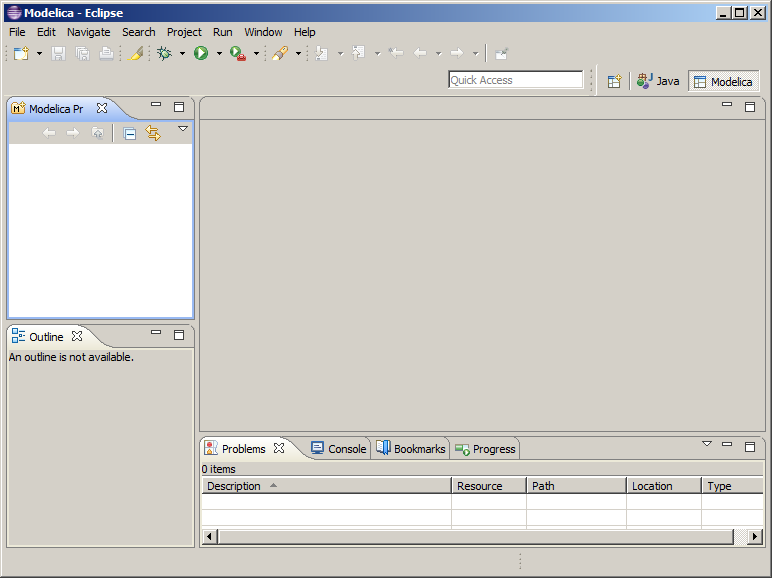 Modelica - Eclipse
File Edit Navigate Search Project Run Window Help
Quick Access
Java
Modelica
Modelica Pr
Outline
An outline is not available.
Problems Console Bookmarks Progress
0 items
Description Resource Path Location Type